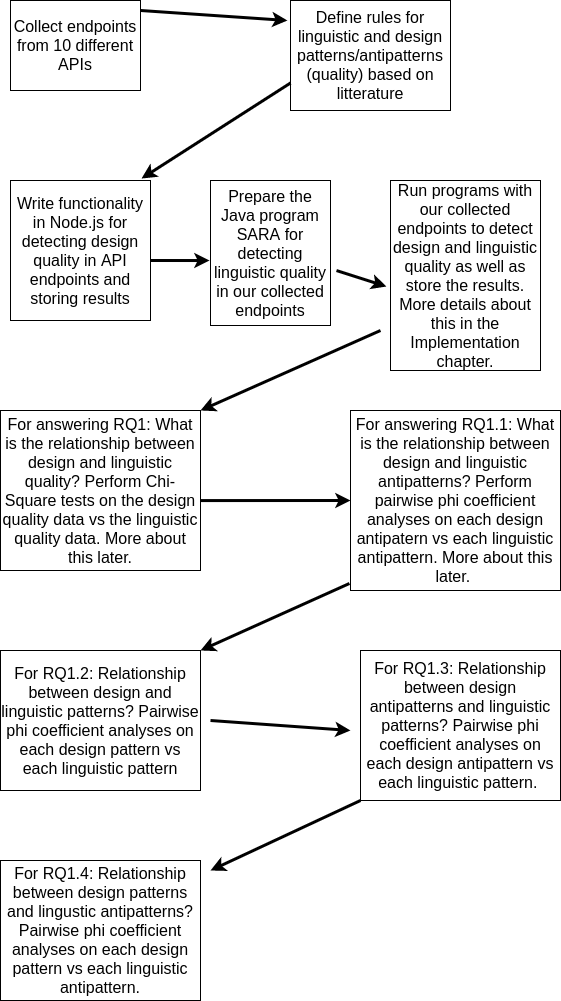 Collect endpoints
from 10 different
APIs
Define rules for
linguistic and design
patterns/antipatterns
(quality) based on
litterature
Write functionality
in Node.js for
detecting design
quality in API
endpoints and
storing results
Prepare the
Java program
SARA for
detecting
linguistic quality
in our collected
endpoints
Run programs with
our collected
endpoints to detect
design and linguistic
quality as well as
store the results.
More details about
this in the
Implementation
chapter.
For answering RQ1: What
is the relationship between
design and linguistic
quality? Perform Chi-
Square tests on the design
quality data vs the linguistic
quality data. More about
this later.
For answering RQ1.1: What
is the relationship between
design and linguistic
antipatterns? Perform
pairwise phi coefficient
analyses on each design
antipatern vs each linguistic
antipattern. More about this
later.
For RQ1.2: Relationship
between design and
linguistic patterns? Pairwise
phi coefficient analyses on
each design pattern vs
each linguistic pattern
For RQ1.3: Relationship
between design
antipatterns and linguistic
patterns? Pairwise phi
coefficient analyses on
each design antipattern vs
each linguistic pattern.
For RQ1.4: Relationship
between design patterns
and lingustic antipatterns?
Pairwise phi coefficient
analyses on each design
pattern vs each linguistic
antipattern.